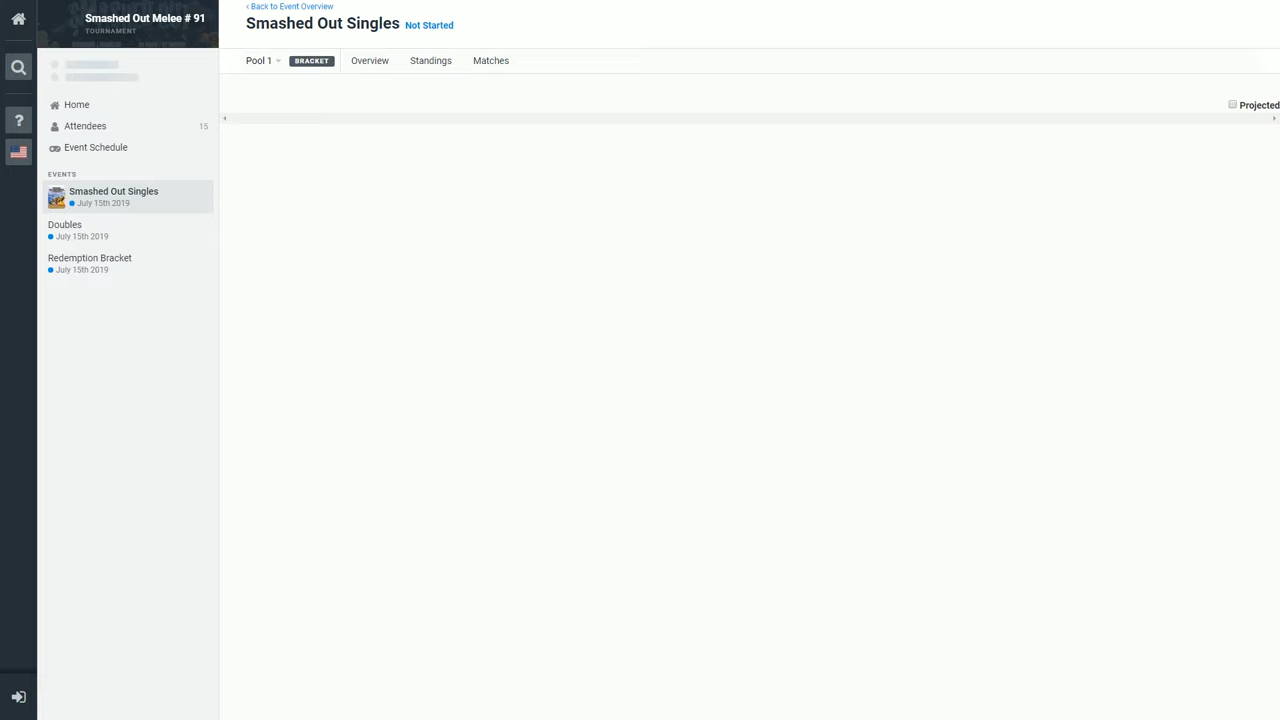 Smashed Out Melee # 91
TOURNAMENT
Home
Attendees 15
Event Schedule
EVENTS
Smashed Out Singles
July 15th 2019
Doubles
July 15th 2019
Redemption Bracket
July 15th 2019
‹ Back to Event Overview
Smashed Out Singles Not Started
Pool 1 BRACKET Overview Standings Matches
Projected
?